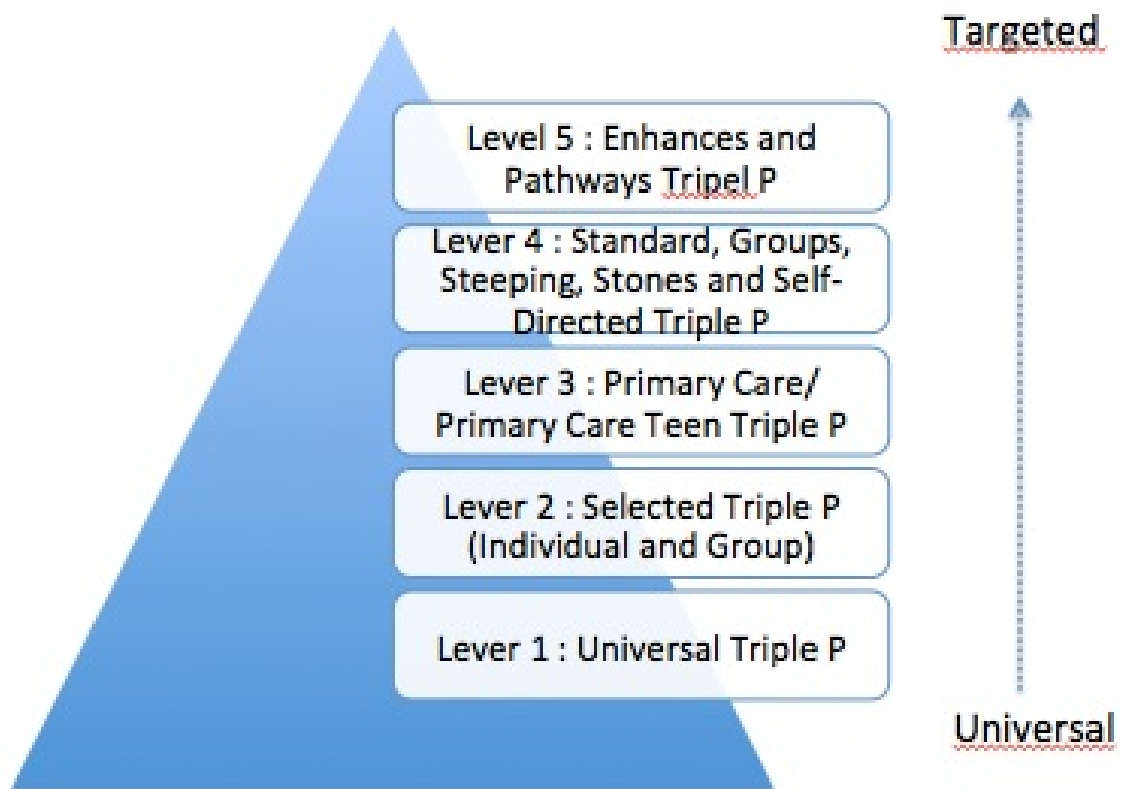 Targeted
Level 5 : Enhances and
Pathways Tripel P
Lever 4 : Standard, Groups,
Steeping, Stones and Self-
Directed Triple P
Lever 3 : Primary Care/
Primary Care Teen Triple P
Lever 2 : Selected Triple P
(Individual and Group)
Lever 1 : Universal Triple P
Universal